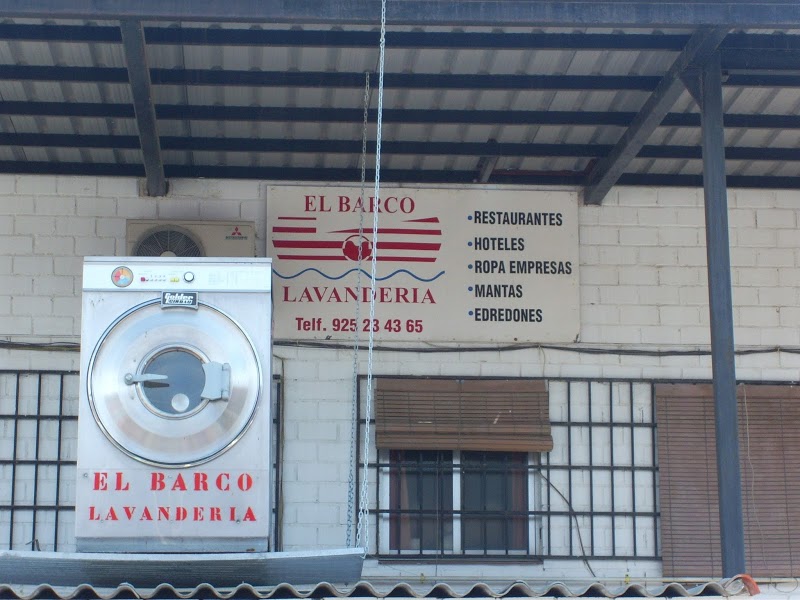 EL BARCO
LAVANDERIA
Telf. 925 23 43 65
•RESTAURANTES
•HOTELES
•ROPA EMPRESAS
•MANTAS
•EDREDONES
EL BARCO
LAVANDERIA